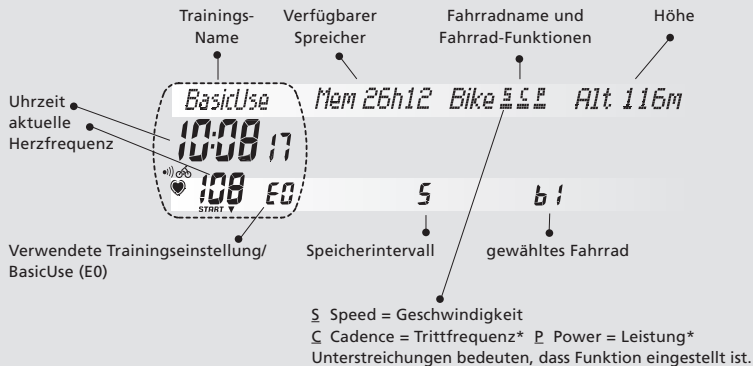 Trainings-
Name
Verfügbarer
Spreicher
Fahrradname und
Fahrrad-Funktionen
Höhe
BasicUse Mem 26h12 Bike S C P Alt 116m
Uhrzeit
aktuelle
Herzfrequenz
10:08 17
108 E0 5 b1
START ▼
Verwendete Trainingseinstellung/
BasicUse (E0)
Speicherintervall
gewähltes Fahrrad
S Speed = Geschwindigkeit
C Cadence = Trittfrequenz* P Power = Leistung*
Unterstreichungen bedeuten, dass Funktion eingestellt ist.